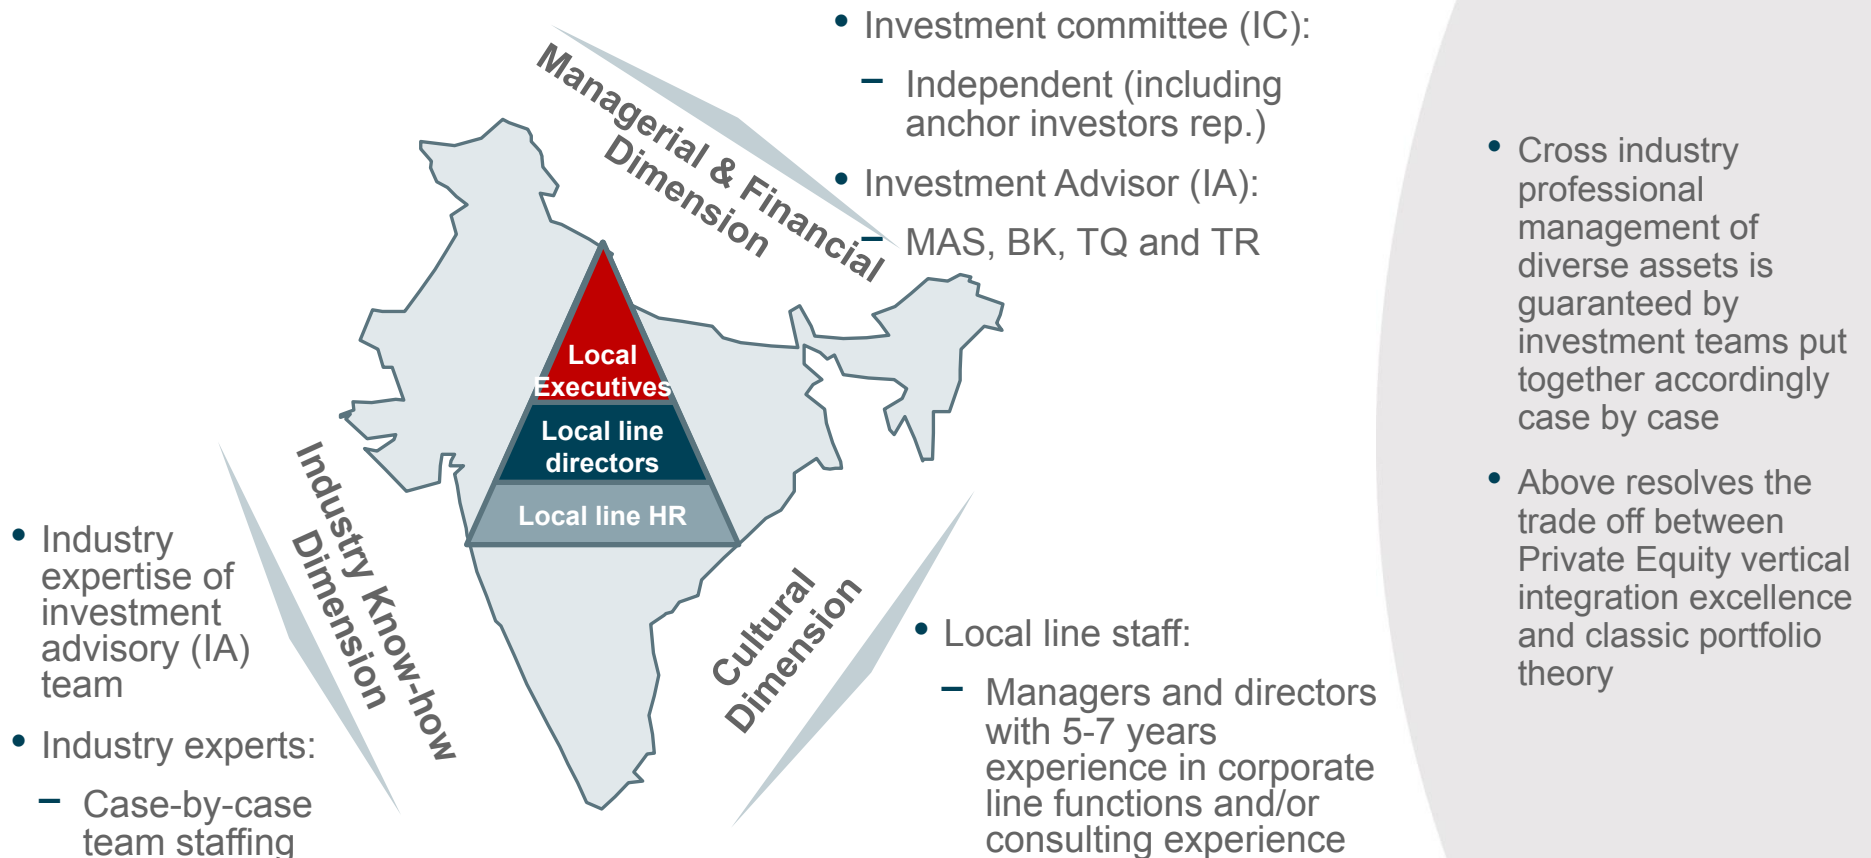 • Investment committee (IC):
– Independent (including
anchor investors rep.)
• Investment Advisor (IA):
– MAS, BK, TQ and TR
Managerial & Financial
Dimension
Local
Executives
Local line
directors
Local line HR
Industry Know-how
Dimension
• Industry
expertise of
investment
advisory (IA)
team
• Industry experts:
– Case-by-case
team staffing
Cultural
Dimension
• Local line staff:
– Managers and directors
with 5-7 years
experience in corporate
line functions and/or
consulting experience
• Cross industry
professional
management of
diverse assets is
guaranteed by
investment teams put
together accordingly
case by case
• Above resolves the
trade off between
Private Equity vertical
integration excellence
and classic portfolio
theory